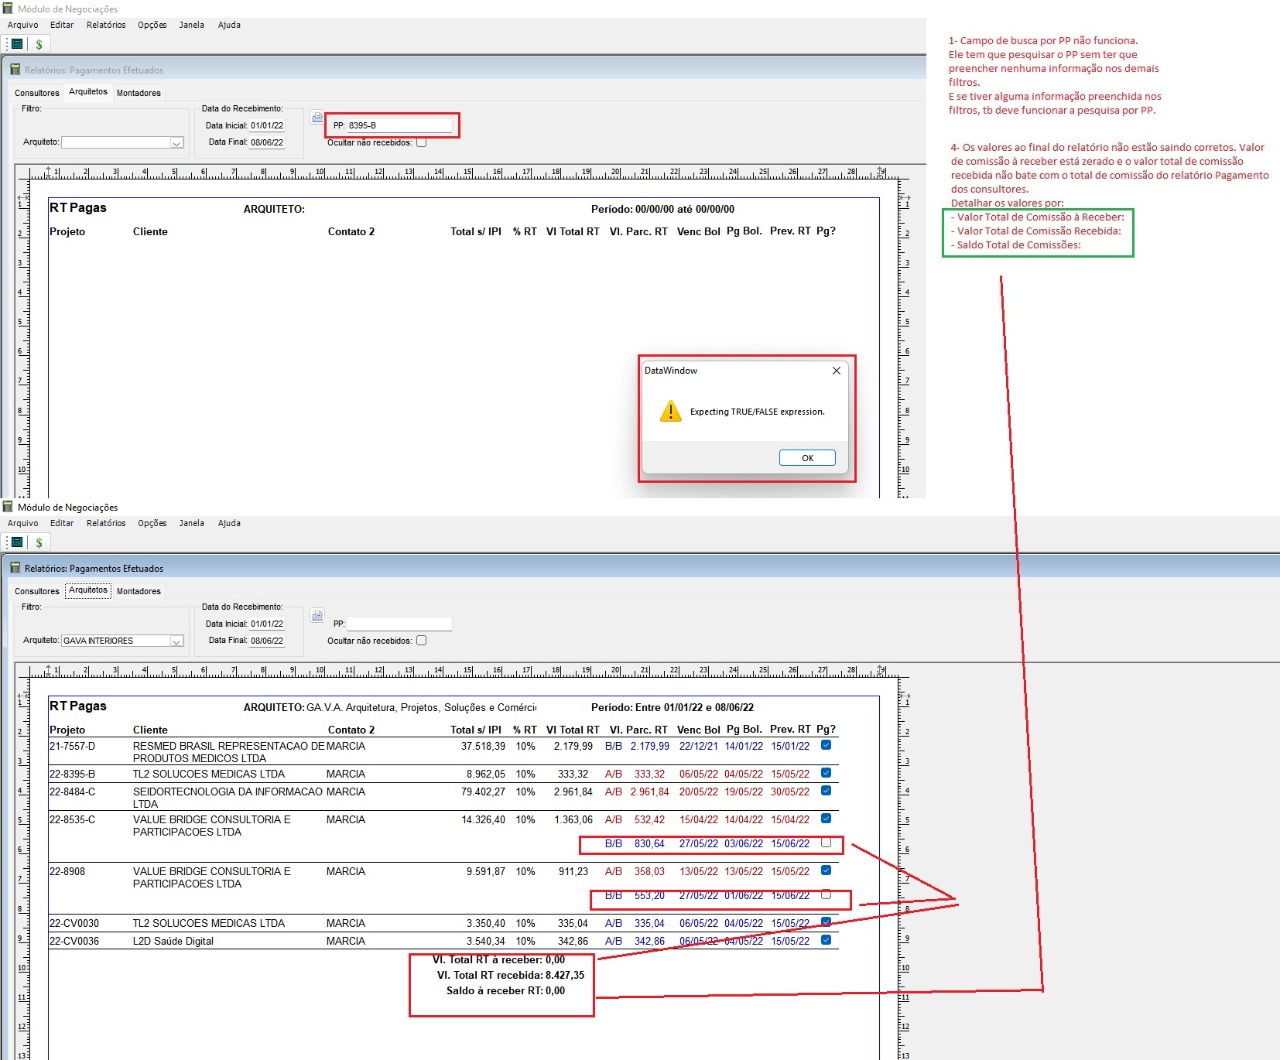 Módulo de Negociações
Arquivo Editar Relatórios Opções Janela Ajuda
Relatórios: Pagamentos Efetuados
Consultores Arquitetos Montadores
Filtro:
Arquiteto:
Data do Recebimento:
Data Inicial: 01/01/22
Data Final: 08/06/22
PP: 8395-B
Ocultar não recebidos:
RT Pagas ARQUITETO: Período: 00/00/00 até 00/00/00
Projeto Cliente Contato 2 Total s/ IPI % RT Vl Total RT Vl. Parc. RT Venc Bol Pg Bol. Prev. RT Pg?
DataWindow
Expecting TRUE/FALSE expression.
OK
1- Campo de busca por PP não funciona.
Ele tem que pesquisar o PP sem ter que
preencher nenhuma informação nos demais
filtros.
E se tiver alguma informação preenchida nos
filtros, tb deve funcionar a pesquisa por PP.
4- Os valores ao final do relatório não estão saindo corretos. Valor
de comissão à receber está zerado e o valor total de comissão
recebida não bate com o total de comissão do relatório Pagamento
dos consultores.
Detalhar os valores por:
- Valor Total de Comissão à Receber:
- Valor Total de Comissão Recebida:
- Saldo Total de Comissões:
Módulo de Negociações
Arquivo Editar Relatórios Opções Janela Ajuda
Relatórios: Pagamentos Efetuados
Consultores Arquitetos Montadores
Filtro:
Arquiteto: GAVA INTERIORES
Data do Recebimento:
Data Inicial: 01/01/22
Data Final: 08/06/22
PP:
Ocultar não recebidos:
RT Pagas ARQUITETO: GA.V.A. Arquitetura, Projetos, Soluções e Comérci Período: Entre 01/01/22 e 08/06/22
Projeto Cliente Contato 2 Total s/ IPI % RT Vl Total RT Vl. Parc. RT Venc Bol Pg Bol. Prev. RT Pg?
21-7557-D RESMED BRASIL REPRESENTACAO DE MARCIA 37.518,39 10% 2.179,99 B/B 2.179,99 22/12/21 14/01/22 15/01/22
PRODUTOS MEDICOS LTDA
22-8395-B TL2 SOLUCOES MEDICAS LTDA MARCIA 8.962,05 10% 333,32 A/B 333,32 06/05/22 04/05/22 15/05/22
22-8484-C SEIDORTECNOLOGIA DA INFORMACAO MARCIA 79.402,27 10% 2.961,84 A/B 2.961,84 20/05/22 19/05/22 30/05/22
LTDA
22-8535-C VALUE BRIDGE CONSULTORIA E MARCIA 14.326,40 10% 1.363,06 A/B 532,42 15/04/22 14/04/22 15/04/22
PARTICIPACOES LTDA
B/B 830,64 27/05/22 03/06/22 15/06/22
22-8908 VALUE BRIDGE CONSULTORIA E MARCIA 9.591,87 10% 911,23 A/B 358,03 13/05/22 13/05/22 15/05/22
PARTICIPACOES LTDA
B/B 553,20 27/05/22 01/06/22 15/06/22
22-CV0030 TL2 SOLUCOES MEDICAS LTDA MARCIA 3.350,40 10% 335,04 A/B 335,04 06/05/22 04/05/22 15/05/22
22-CV0036 L2D Saúde Digital MARCIA 3.540,34 10% 342,86 A/B 342,86 06/05/22 04/05/22 15/05/22
Vl. Total RT à receber: 0,00
Vl. Total RT recebida: 8.427,35
Saldo à receber RT: 0,00